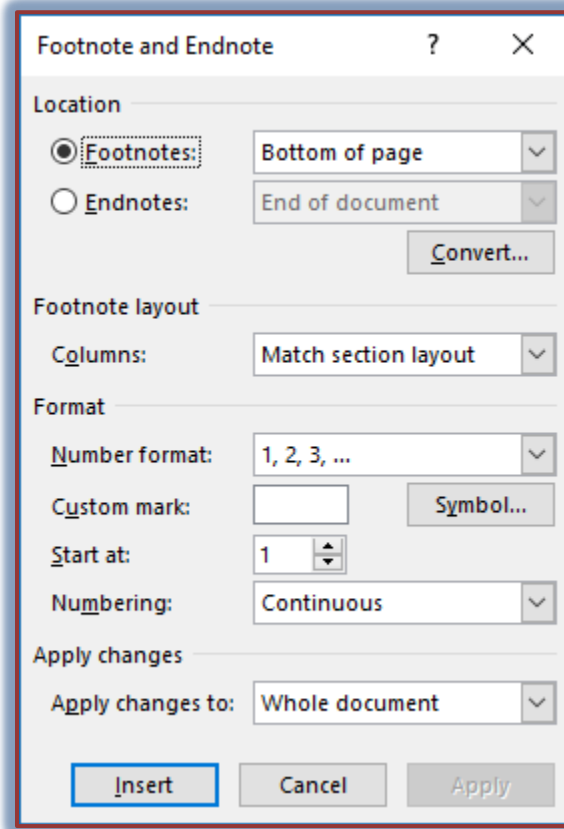 Footnote and Endnote ?
Location
Footnotes: Bottom of page
Endnotes: End of document
Convert...
Footnote layout
Columns: Match section layout
Format
Number format: 1, 2, 3, ...
Custom mark: Symbol...
Start at: 1
Numbering: Continuous
Apply changes
Apply changes to: Whole document
Insert Cancel Apply